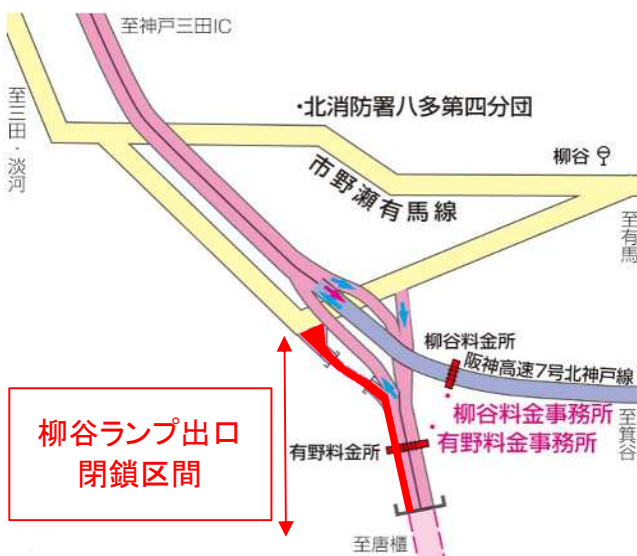 至神戸三田IC
至三田・淡河
・北消防署八多第四分団
柳谷
市野瀬有馬線
至有馬
柳谷料金所
阪神高速7号北神戸線
柳谷料金事務所
有野料金事務所
至箕谷
柳谷ランプ出口
閉鎖区間
有野料金所
至唐櫃